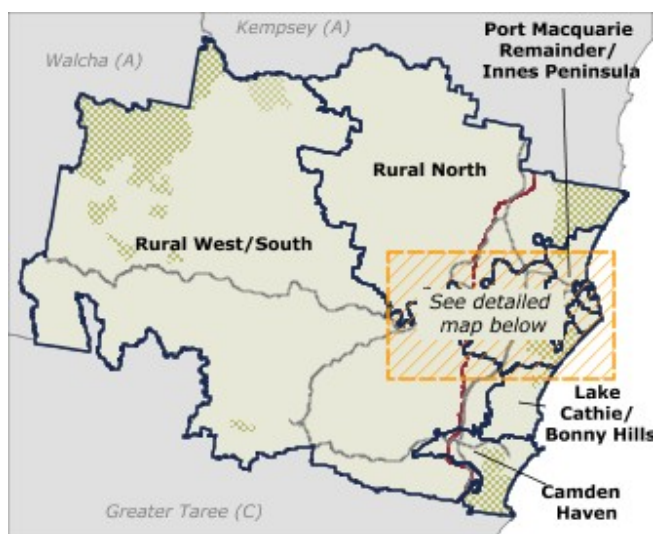 Kempsey (A)
Port Macquarie
Remainder/
Innes Peninsula
Walcha (A)
Rural North
Rural West/South
See detailed
map below
Lake
Cathie/
Bonny Hills
Camden
Haven
Greater Taree (C)